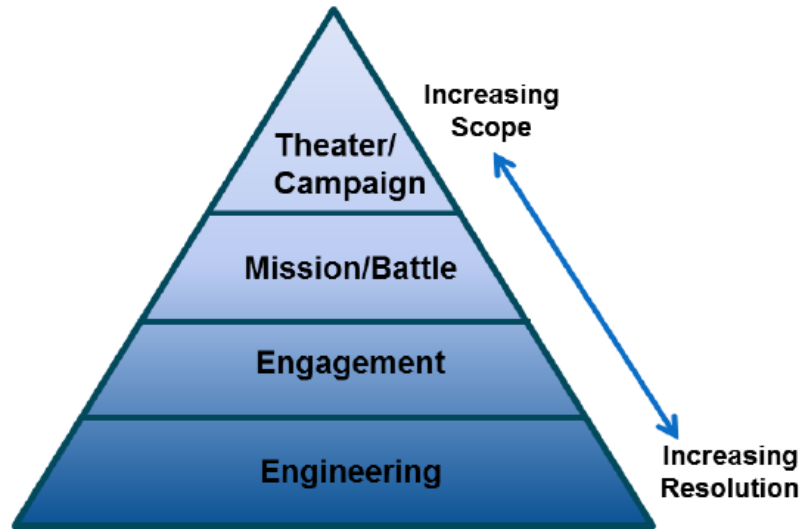 Increasing
Scope
Theater/
Campaign
Mission/Battle
Engagement
Engineering
Increasing
Resolution